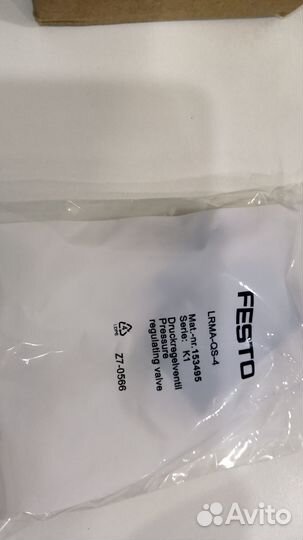 FESTO
LRMA-QS-4
Mat.-nr. 153495
Serie: K1
Druckregelventil
Pressure
regulating valve
Z7-0566
Avito